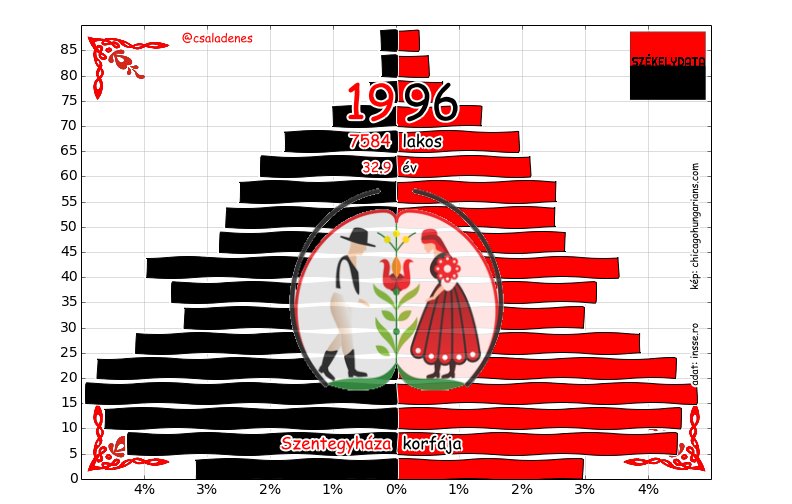 @csaladenes
SZÉKELYDATA
1996
7584 lakos
32.9 év
kép: chicagohungarians.com
adat: insse.ro
Szentegyháza korfája
85
80
75
70
65
60
55
50
45
40
35
30
25
20
15
10
5
0
4% 3% 2% 1% 0% 1% 2% 3% 4%